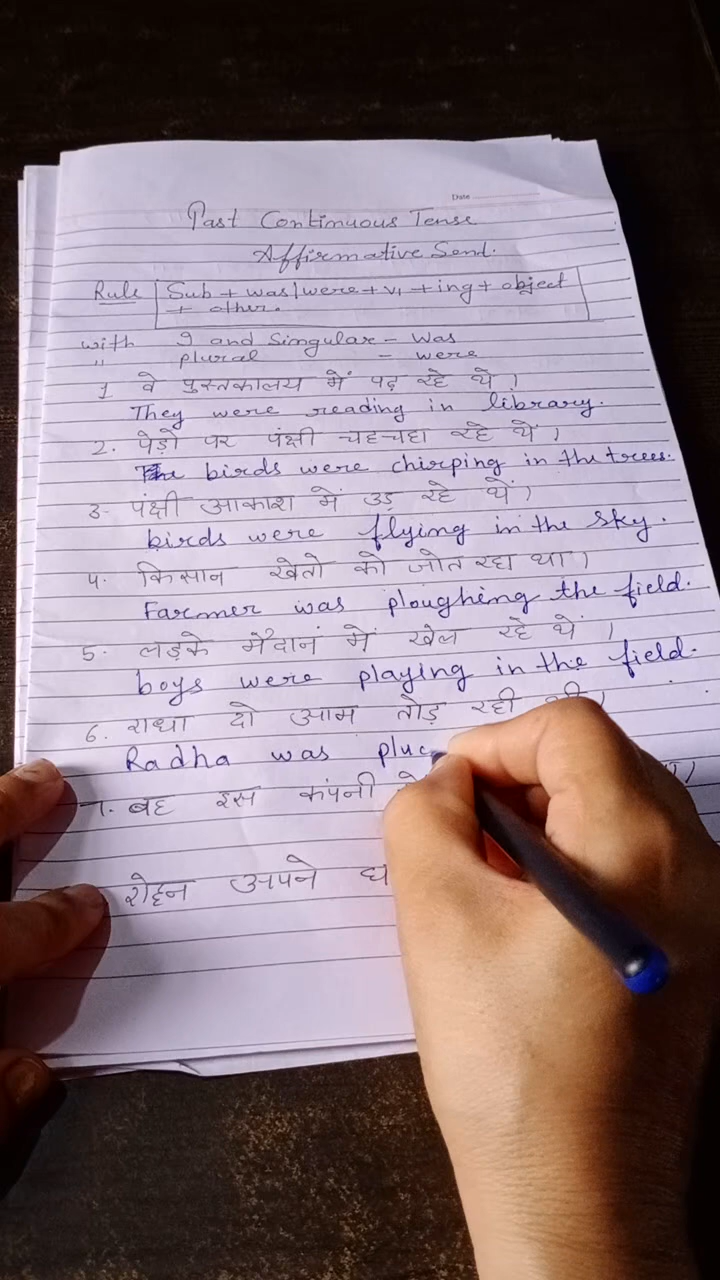 Date
Past Continuous Tense
Affirmative Send.
Rule Sub + was/were + V1 + ing + object
+ other.
with I and Singular - Was
" plural - were
1 वे पुस्तकालय में पढ़ रहे थे।
They were reading in library.
2. पेड़ो पर पंक्षी चहचहा रहे थें।
The birds were chirping in the trees.
3- पंक्षी आकाश में उड़ रहे थें।
birds were flying in the sky.
4. किसान खेतो को जोत रहा था।
Farmer was ploughing the field.
5. लड़के मैदान में खेल रहे थें।
boys were playing in the field.
6. राधा दो आम तोड़ रही थी।
Radha was pluc
7. वह इस कंपनी
रोहन अपने